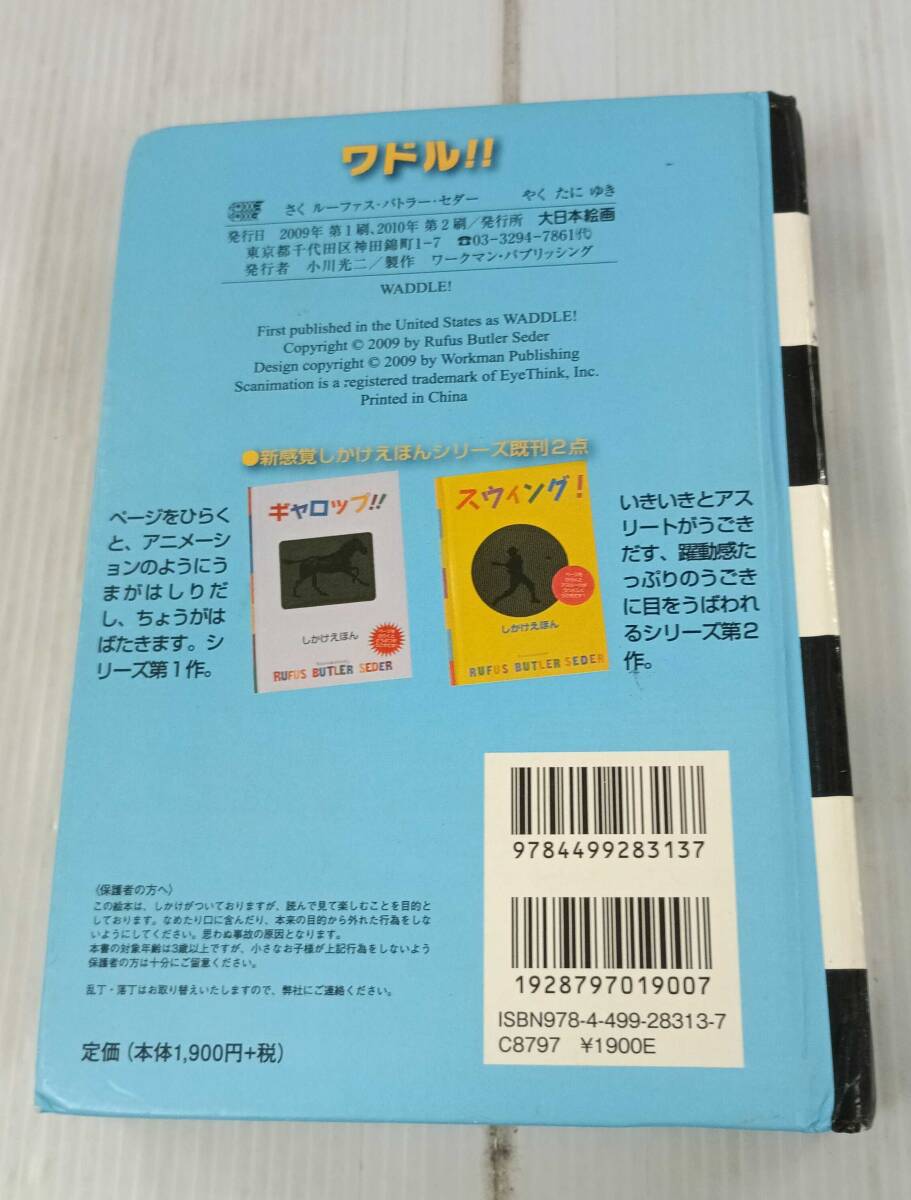 ワドル!!
さく ルーファス・バトラー・セダー やく たに ゆき
発行日 2009年 第1刷、2010年 第2刷/発行所 大日本絵画
東京都千代田区神田錦町1-7 ☎03-3294-7861代
発行者 小川光二/製作 ワークマン・パブリッシング
WADDLE!
First published in the United States as WADDLE!
Copyright © 2009 by Rufus Butler Seder
Design copyright © 2009 by Workman Publishing
Scanimation is a registered trademark of EyeThink, Inc.
Printed in China
●新感覚しかけえほんシリーズ既刊2点
ページをひらく
と、アニメーシ
ョンのようにう
まがはしりだ
し、ちょうがは
ばたきます。シ
リーズ第1作。
ギャロップ!!
しかけえほん
RUFUS BUTLER SEDER
スウィング!
しかけえほん
RUFUS BUTLER SEDER
いきいきとアス
リートがうごき
だす、躍動感た
っぷりのうごき
に目をうばわれ
るシリーズ第2
作。
9784499283137
1928797019007
ISBN978-4-499-28313-7
C8797 ¥1900E
〈保護者の方へ〉
この絵本は、しかけがついておりますが、読んで見て楽しむことを目的と
しております。なめたり口に含んだり、本来の目的から外れた行為をしな
いようにしてください。思わぬ事故の原因となります。
本書の対象年齢は3歳以上ですが、小さなお子様が上記行為をしないよう
保護者の方は十分にご留意ください。
乱丁・落丁はお取り替えいたしますので、弊社にご連絡ください。
定価(本体1,900円+税)